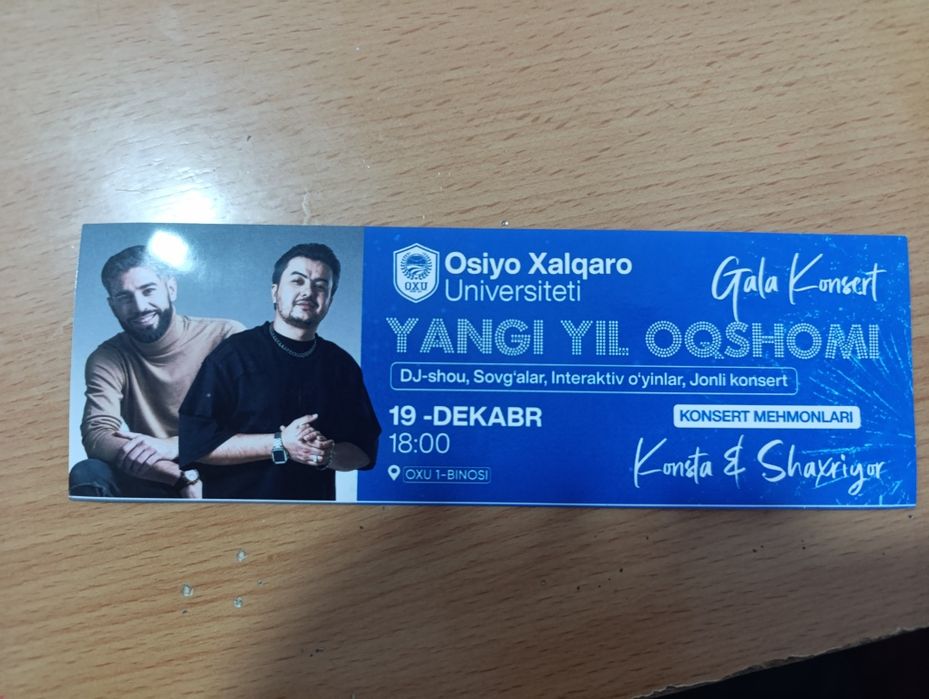 OXU
Osiyo Xalqaro
Universiteti
Gala Konsert
YANGI YIL OQSHOMI
DJ-shou, Sovg'alar, Interaktiv o'yinlar, Jonli konsert
19 -DEKABR
18:00
OXU 1-BINOSI
KONSERT MEHMONLARI
Konsta & Shaxriyor